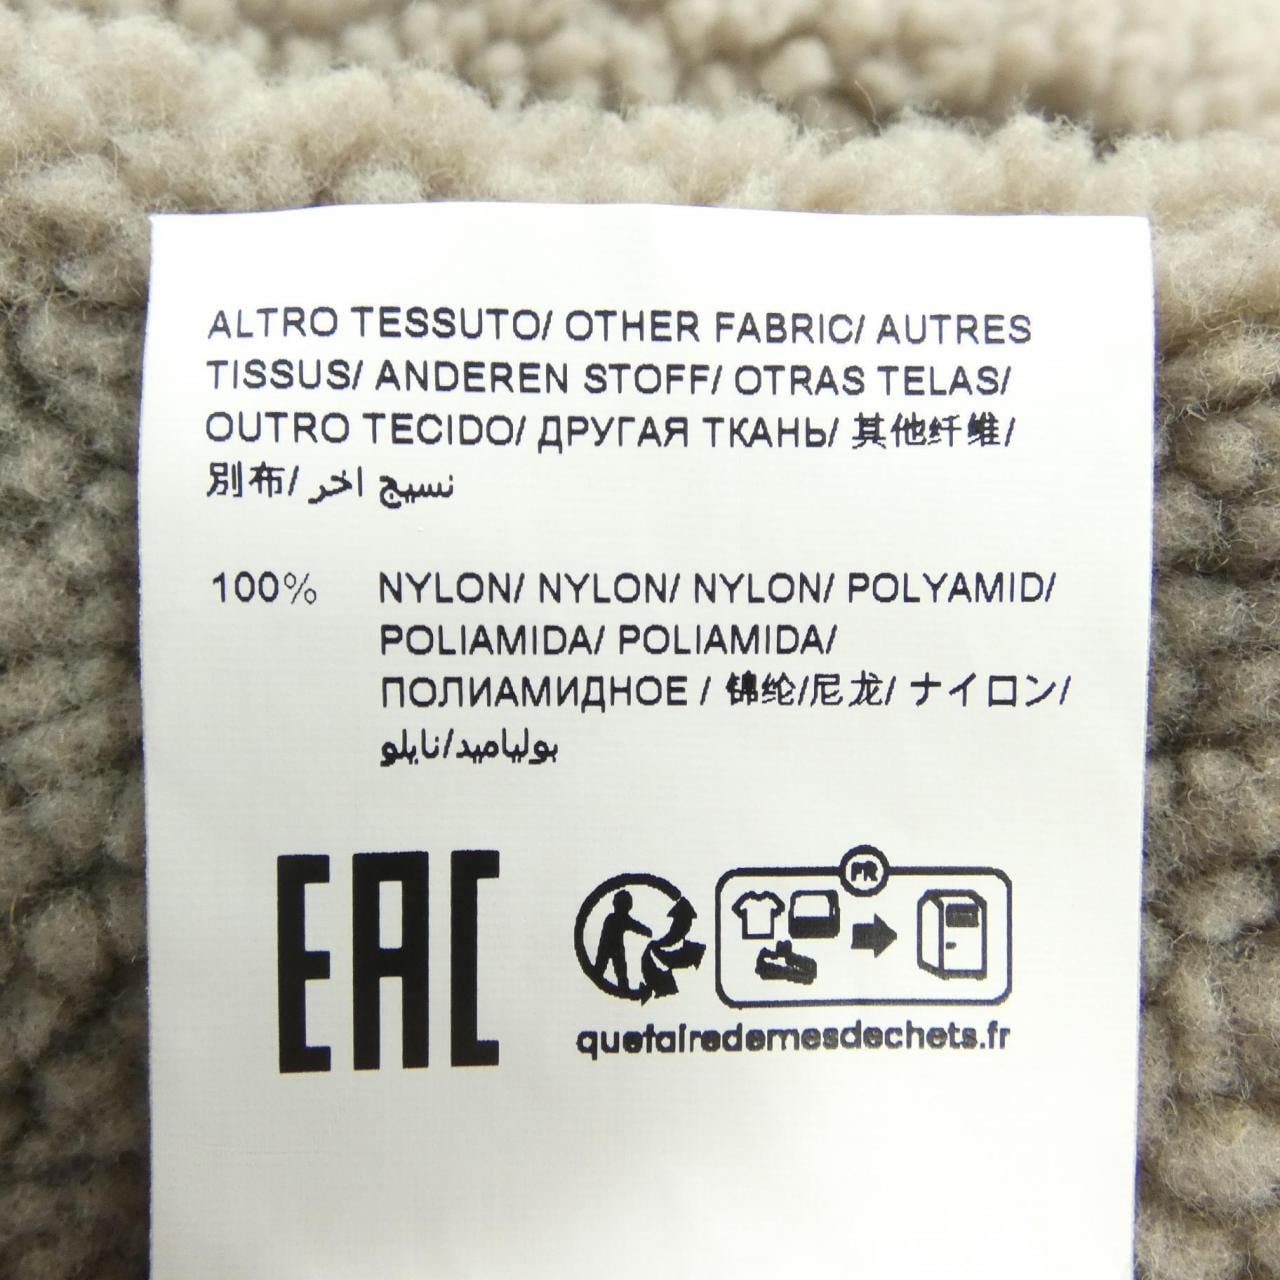 ALTRO TESSUTO/ OTHER FABRIC/ AUTRES
TISSUS/ ANDEREN STOFF/ OTRAS TELAS/
OUTRO TECIDO/ ДРУГАЯ ТКАНЬ/ 其他纤维/
別布/ نسيج اخر
100% NYLON/ NYLON/ NYLON/ POLYAMID/
POLIAMIDA/ POLIAMIDA/
ПОЛИАМИДНОЕ / 锦纶/尼龙/ ナイロン/
بولياميد/نايلو
EAC
FR
quefairedemesdechets.fr